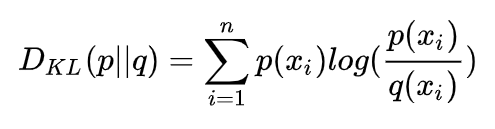 D_{KL}(p||q) = \sum_{i=1}^{n} p(x_i)log(\frac{p(x_i)}{q(x_i)})